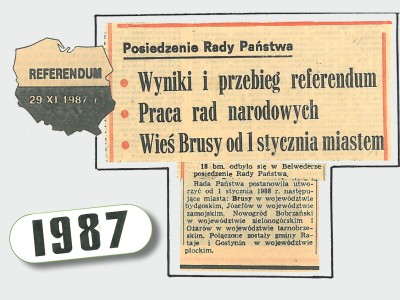 Posiedzenie Rady Państwa
• Wyniki i przebieg referendum
• Praca rad narodowych
• Wieś Brusy od 1 stycznia miastem
REFERENDUM
29 XI 1987 r.
18 bm. odbyło się w Belwederze
posiedzenie Rady Państwa.
Rada Państwa postanowiła utwo-
rzyć od 1 stycznia 1988 r. następu-
jące miasta: Brusy w województwie
bydgoskim, Józefów w województwie
zamojskim, Nowogród Bobrzański
w województwie zielonogórskim i
Ożarów w województwie tarnobrze-
skim. Połączone zostały gminy Ra-
taje i Gostynin w województwie
płockim.
1987